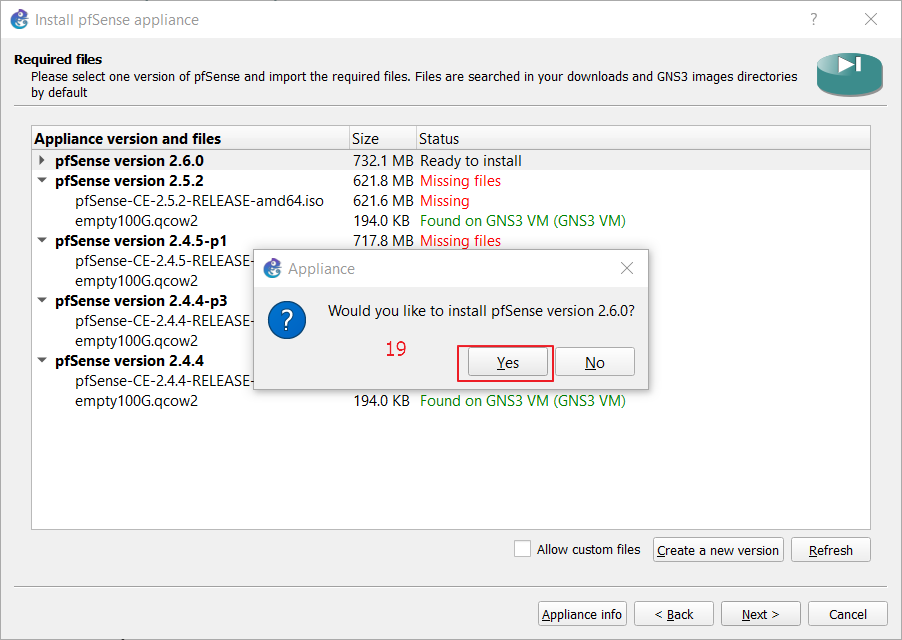 Install pfSense appliance
?
Required files
Please select one version of pfSense and import the required files. Files are searched in your downloads and GNS3 images directories
by default
Appliance version and files Size Status
pfSense version 2.6.0 732.1 MB Ready to install
pfSense version 2.5.2 621.8 MB Missing files
pfSense-CE-2.5.2-RELEASE-amd64.iso 621.6 MB Missing
empty100G.qcow2 194.0 KB Found on GNS3 VM (GNS3 VM)
pfSense version 2.4.5-p1 717.8 MB Missing files
pfSense-CE-2.4.5-RELEASE-
empty100G.qcow2
pfSense version 2.4.4-p3
pfSense-CE-2.4.4-RELEASE-
empty100G.qcow2
pfSense version 2.4.4
pfSense-CE-2.4.4-RELEASE-
empty100G.qcow2 194.0 KB Found on GNS3 VM (GNS3 VM)
Appliance
?
Would you like to install pfSense version 2.6.0?
19
Yes No
Allow custom files Create a new version Refresh
Appliance info < Back Next > Cancel